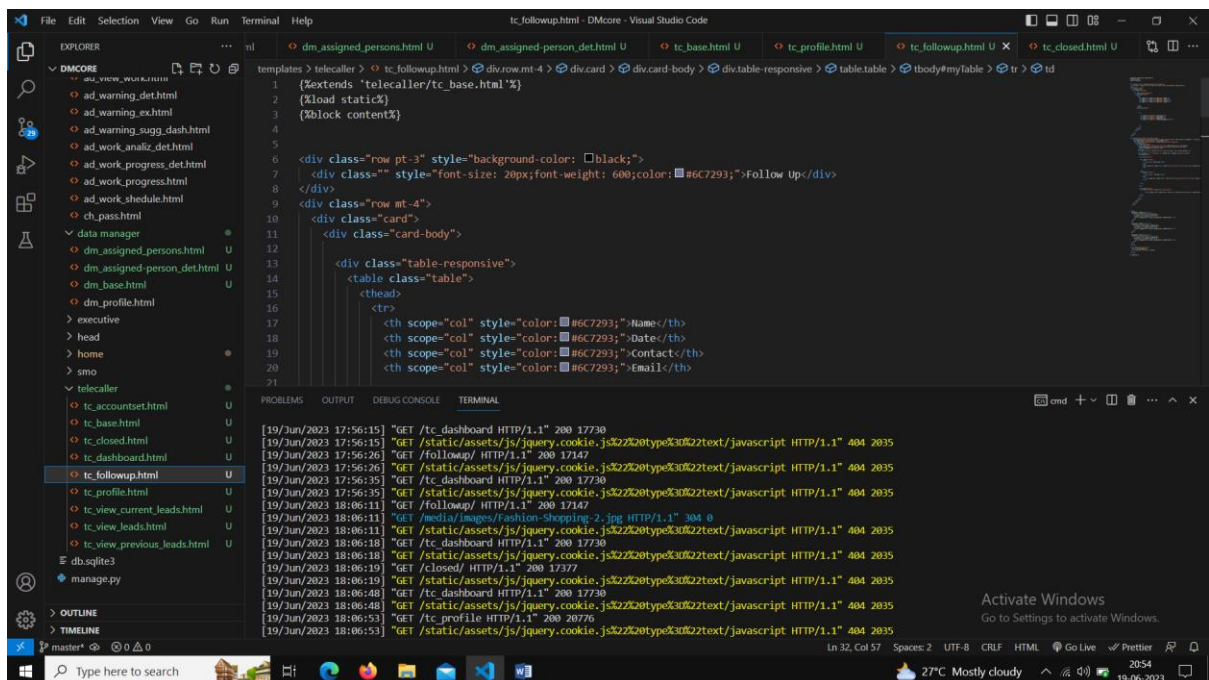 File Edit Selection View Go Run Terminal Help
tc_followup.html - DMcore - Visual Studio Code
EXPLORER
nl
dm_assigned_persons.html U
dm_assigned-person_det.html U
tc_base.html U
tc_profile.html U
tc_followup.html U
tc_closed.html U
DMCORE
templates > telecaller > tc_followup.html > div.row.mt-4 > div.card > div.card-body > div.table-responsive > table.table > tbody#myTable > tr > td
ad_warning_det.html
ad_warning_ex.html
ad_warning_sugg_dash.html
ad_work_analiz_det.html
ad_work_progress_det.html
ad_work_progress.html
ad_work_shedule.html
ch_pass.html
data manager
dm_assigned_persons.html U
dm_assigned-person_det.html U
dm_base.html U
dm_profile.html
executive
head
home
smo
telecaller
tc_accountset.html U
tc_base.html U
tc_closed.html U
tc_dashboard.html U
tc_followup.html U
tc_profile.html U
tc_view_current_leads.html U
tc_view_leads.html U
tc_view_previous_leads.html U
db.sqlite3
manage.py
OUTLINE
TIMELINE
29
1 {%extends 'telecaller/tc_base.html'%}
2 {%load static%}
3 {%block content%}
4
5
6 <div class="row pt-3" style="background-color: black;">
7 <div class="" style="font-size: 20px;font-weight: 600;color: #6C7293;">Follow Up</div>
8 </div>
9 <div class="row mt-4">
10 <div class="card">
11 <div class="card-body">
12
13 <div class="table-responsive">
14 <table class="table">
15 <thead>
16 <tr>
17 <th scope="col" style="color: #6C7293;">Name</th>
18 <th scope="col" style="color: #6C7293;">Date</th>
19 <th scope="col" style="color: #6C7293;">Contact</th>
20 <th scope="col" style="color: #6C7293;">Email</th>
21
PROBLEMS OUTPUT DEBUG CONSOLE TERMINAL
cmd
[19/Jun/2023 17:56:15] "GET /tc_dashboard HTTP/1.1" 200 17730
[19/Jun/2023 17:56:15] "GET /static/assets/js/jquery.cookie.js%22%20type%3D%22text/javascript HTTP/1.1" 404 2035
[19/Jun/2023 17:56:26] "GET /followup/ HTTP/1.1" 200 17147
[19/Jun/2023 17:56:26] "GET /static/assets/js/jquery.cookie.js%22%20type%3D%22text/javascript HTTP/1.1" 404 2035
[19/Jun/2023 17:56:35] "GET /tc_dashboard HTTP/1.1" 200 17730
[19/Jun/2023 17:56:35] "GET /static/assets/js/jquery.cookie.js%22%20type%3D%22text/javascript HTTP/1.1" 404 2035
[19/Jun/2023 18:06:11] "GET /followup/ HTTP/1.1" 200 17147
[19/Jun/2023 18:06:11] "GET /media/images/Fashion-Shopping-2.jpg HTTP/1.1" 304 0
[19/Jun/2023 18:06:11] "GET /static/assets/js/jquery.cookie.js%22%20type%3D%22text/javascript HTTP/1.1" 404 2035
[19/Jun/2023 18:06:18] "GET /tc_dashboard HTTP/1.1" 200 17730
[19/Jun/2023 18:06:18] "GET /static/assets/js/jquery.cookie.js%22%20type%3D%22text/javascript HTTP/1.1" 404 2035
[19/Jun/2023 18:06:19] "GET /closed/ HTTP/1.1" 200 17377
[19/Jun/2023 18:06:19] "GET /static/assets/js/jquery.cookie.js%22%20type%3D%22text/javascript HTTP/1.1" 404 2035
[19/Jun/2023 18:06:48] "GET /tc_dashboard HTTP/1.1" 200 17730
[19/Jun/2023 18:06:48] "GET /static/assets/js/jquery.cookie.js%22%20type%3D%22text/javascript HTTP/1.1" 404 2035
[19/Jun/2023 18:06:53] "GET /tc_profile HTTP/1.1" 200 20776
[19/Jun/2023 18:06:53] "GET /static/assets/js/jquery.cookie.js%22%20type%3D%22text/javascript HTTP/1.1" 404 2035
Activate Windows
Go to Settings to activate Windows.
master* 0 0 Ln 32, Col 57 Spaces: 2 UTF-8 CRLF HTML Go Live Prettier
Type here to search
27°C Mostly cloudy
20:54
19-06-2023